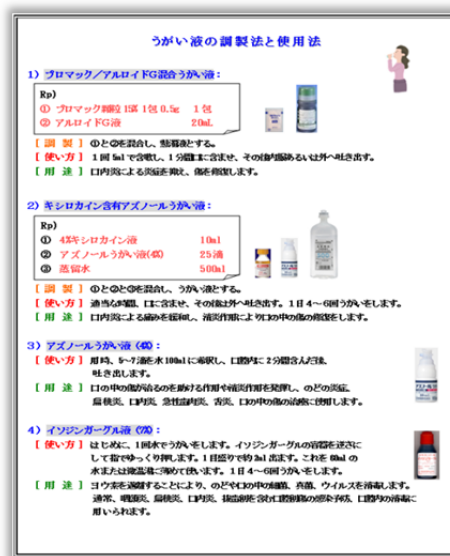 うがい液の調製法と使用法
1) プロマック/アルロイドG混合うがい液:
Rp)
① プロマック顆粒 15% 1包 0.5g 1包
② アルロイドG液 20mL
[ 調 製 ] ①と②を混合し、懸濁液とする。
[ 使い方 ] 1回 5ml で含嗽し、1分間口に含ませ、その後内服あるいは外へ吐き出す。
[ 用 途 ] 口内炎による炎症を抑え、傷を修復します。
2) キシロカイン含有アズノールうがい液:
Rp)
① 4%キシロカイン液 10ml
② アズノールうがい液(4%) 25滴
③ 蒸留水 500ml
[ 調 製 ] ①と②と③を混合し、うがい液とする。
[ 使い方 ] 適当な時間、口に含ませ、その後は外へ吐き出す。1日4~6回うがいをします。
[ 用 途 ] 口内炎による痛みを緩和し、消炎作用により口の中の傷の修復をします。
3) アズノールうがい液 (4%)
[ 使い方 ] 用時、5~7滴を水 100ml に希釈し、口腔内に2分間含んだ後、
吐き出します。
[ 用 途 ] 口の中の傷が治るのを助ける作用や消炎作用を発揮し、のどの炎症、
扁桃炎、口内炎、急性歯肉炎、舌炎、口の中の傷の治療に使用します。
4) イソジンガーグル液 (7%)
[ 使い方 ] はじめに、1回水でうがいをします。イソジンガーグルの容器を逆さに
して指でゆっくり押します。1目盛りで約2ml出ます。これを 60ml の
水または微温湯に薄めて使います。1日4~6回うがいをします。
[ 用 途 ] ヨウ素を遊離することにより、のどや口の中の細菌、真菌、ウイルスを消毒します。
通常、咽頭炎、扁桃炎、口内炎、抜歯創を含む口腔創傷の感染予防、口腔内の消毒に
用いられます。